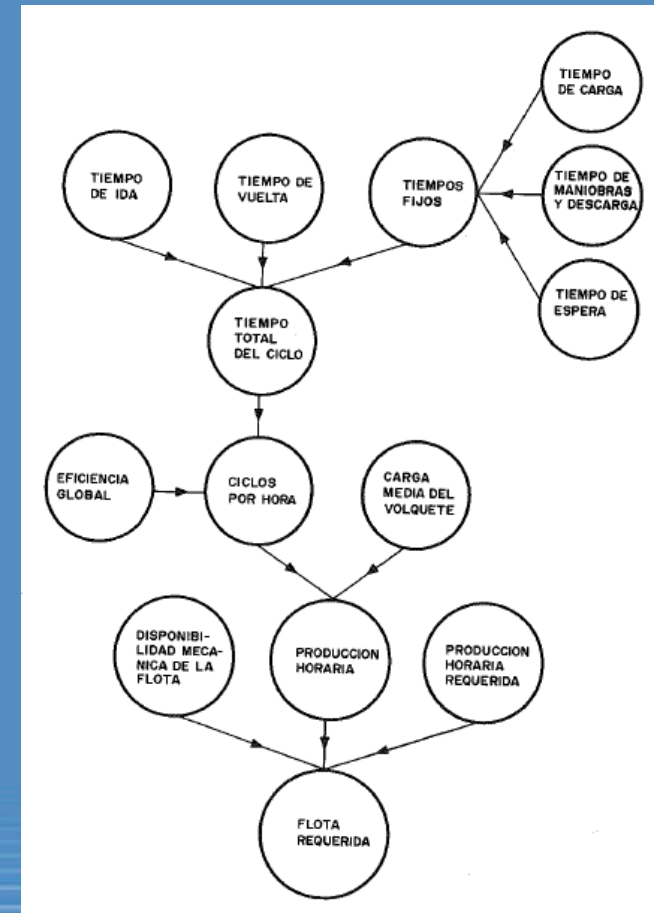 TIEMPO
DE CARGA
TIEMPO
DE IDA
TIEMPO DE
VUELTA
TIEMPOS
FIJOS
TIEMPO DE
MANIOBRAS
Y DESCARGA
TIEMPO DE
ESPERA
TIEMPO
TOTAL
DEL CICLO
EFICIENCIA
GLOBAL
CICLOS
POR HORA
CARGA
MEDIA DEL
VOLQUETE
DISPONIBI-
LIDAD MECA-
NICA DE LA
FLOTA
PRODUCCION
HORARIA
PRODUCCION
HORARIA
REQUERIDA
FLOTA
REQUERIDA